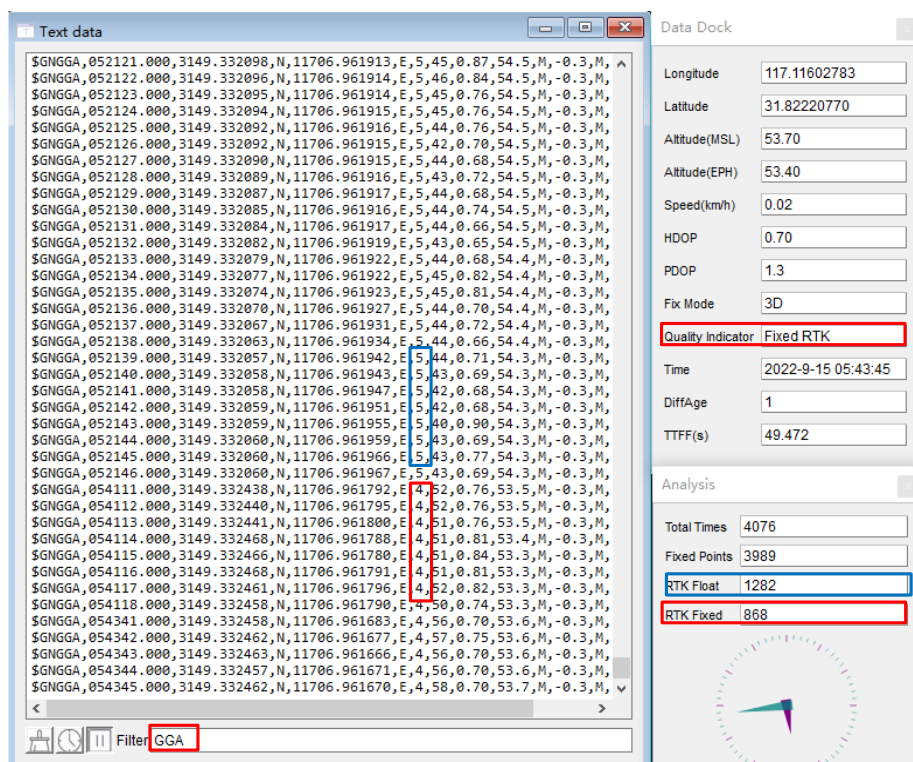 Text data
$GNGGA,052121.000,3149.332098,N,11706.961913,E,5,45,0.87,54.5,M,-0.3,M,
$GNGGA,052122.000,3149.332096,N,11706.961914,E,5,46,0.84,54.5,M,-0.3,M,
$GNGGA,052123.000,3149.332095,N,11706.961914,E,5,45,0.76,54.5,M,-0.3,M,
$GNGGA,052124.000,3149.332094,N,11706.961915,E,5,45,0.76,54.5,M,-0.3,M,
$GNGGA,052125.000,3149.332092,N,11706.961916,E,5,44,0.76,54.5,M,-0.3,M,
$GNGGA,052126.000,3149.332092,N,11706.961915,E,5,42,0.70,54.5,M,-0.3,M,
$GNGGA,052127.000,3149.332090,N,11706.961915,E,5,44,0.68,54.5,M,-0.3,M,
$GNGGA,052128.000,3149.332089,N,11706.961916,E,5,43,0.72,54.5,M,-0.3,M,
$GNGGA,052129.000,3149.332087,N,11706.961917,E,5,44,0.68,54.5,M,-0.3,M,
$GNGGA,052130.000,3149.332085,N,11706.961916,E,5,44,0.74,54.5,M,-0.3,M,
$GNGGA,052131.000,3149.332084,N,11706.961917,E,5,44,0.66,54.5,M,-0.3,M,
$GNGGA,052132.000,3149.332082,N,11706.961919,E,5,43,0.65,54.5,M,-0.3,M,
$GNGGA,052133.000,3149.332079,N,11706.961922,E,5,44,0.68,54.4,M,-0.3,M,
$GNGGA,052134.000,3149.332077,N,11706.961922,E,5,45,0.82,54.4,M,-0.3,M,
$GNGGA,052135.000,3149.332074,N,11706.961923,E,5,45,0.81,54.4,M,-0.3,M,
$GNGGA,052136.000,3149.332070,N,11706.961927,E,5,44,0.70,54.4,M,-0.3,M,
$GNGGA,052137.000,3149.332067,N,11706.961931,E,5,44,0.72,54.4,M,-0.3,M,
$GNGGA,052138.000,3149.332063,N,11706.961934,E,5,44,0.66,54.4,M,-0.3,M,
$GNGGA,052139.000,3149.332057,N,11706.961942,E,5,44,0.71,54.3,M,-0.3,M,
$GNGGA,052140.000,3149.332058,N,11706.961943,E,5,43,0.69,54.3,M,-0.3,M,
$GNGGA,052141.000,3149.332058,N,11706.961947,E,5,42,0.68,54.3,M,-0.3,M,
$GNGGA,052142.000,3149.332059,N,11706.961951,E,5,42,0.68,54.3,M,-0.3,M,
$GNGGA,052143.000,3149.332059,N,11706.961955,E,5,40,0.90,54.3,M,-0.3,M,
$GNGGA,052144.000,3149.332060,N,11706.961959,E,5,43,0.69,54.3,M,-0.3,M,
$GNGGA,052145.000,3149.332060,N,11706.961966,E,5,43,0.77,54.3,M,-0.3,M,
$GNGGA,052146.000,3149.332060,N,11706.961967,E,5,43,0.69,54.3,M,-0.3,M,
$GNGGA,054111.000,3149.332438,N,11706.961792,E,4,52,0.76,53.5,M,-0.3,M,
$GNGGA,054112.000,3149.332440,N,11706.961795,E,4,52,0.76,53.5,M,-0.3,M,
$GNGGA,054113.000,3149.332441,N,11706.961800,E,4,51,0.76,53.5,M,-0.3,M,
$GNGGA,054114.000,3149.332468,N,11706.961788,E,4,51,0.81,53.4,M,-0.3,M,
$GNGGA,054115.000,3149.332466,N,11706.961780,E,4,51,0.84,53.3,M,-0.3,M,
$GNGGA,054116.000,3149.332468,N,11706.961791,E,4,51,0.81,53.3,M,-0.3,M,
$GNGGA,054117.000,3149.332461,N,11706.961796,E,4,52,0.82,53.3,M,-0.3,M,
$GNGGA,054118.000,3149.332458,N,11706.961790,E,4,50,0.74,53.3,M,-0.3,M,
$GNGGA,054341.000,3149.332458,N,11706.961683,E,4,56,0.70,53.6,M,-0.3,M,
$GNGGA,054342.000,3149.332462,N,11706.961677,E,4,57,0.75,53.6,M,-0.3,M,
$GNGGA,054343.000,3149.332463,N,11706.961666,E,4,56,0.70,53.6,M,-0.3,M,
$GNGGA,054344.000,3149.332457,N,11706.961671,E,4,56,0.70,53.6,M,-0.3,M,
$GNGGA,054345.000,3149.332462,N,11706.961670,E,4,58,0.70,53.7,M,-0.3,M,
Filter GGA
Data Dock
Longitude 117.11602783
Latitude 31.82220770
Altitude(MSL) 53.70
Altitude(EPH) 53.40
Speed(km/h) 0.02
HDOP 0.70
PDOP 1.3
Fix Mode 3D
Quality Indicator Fixed RTK
Time 2022-9-15 05:43:45
DiffAge 1
TTFF(s) 49.472
Analysis
Total Times 4076
Fixed Points 3989
RTK Float 1282
RTK Fixed 868